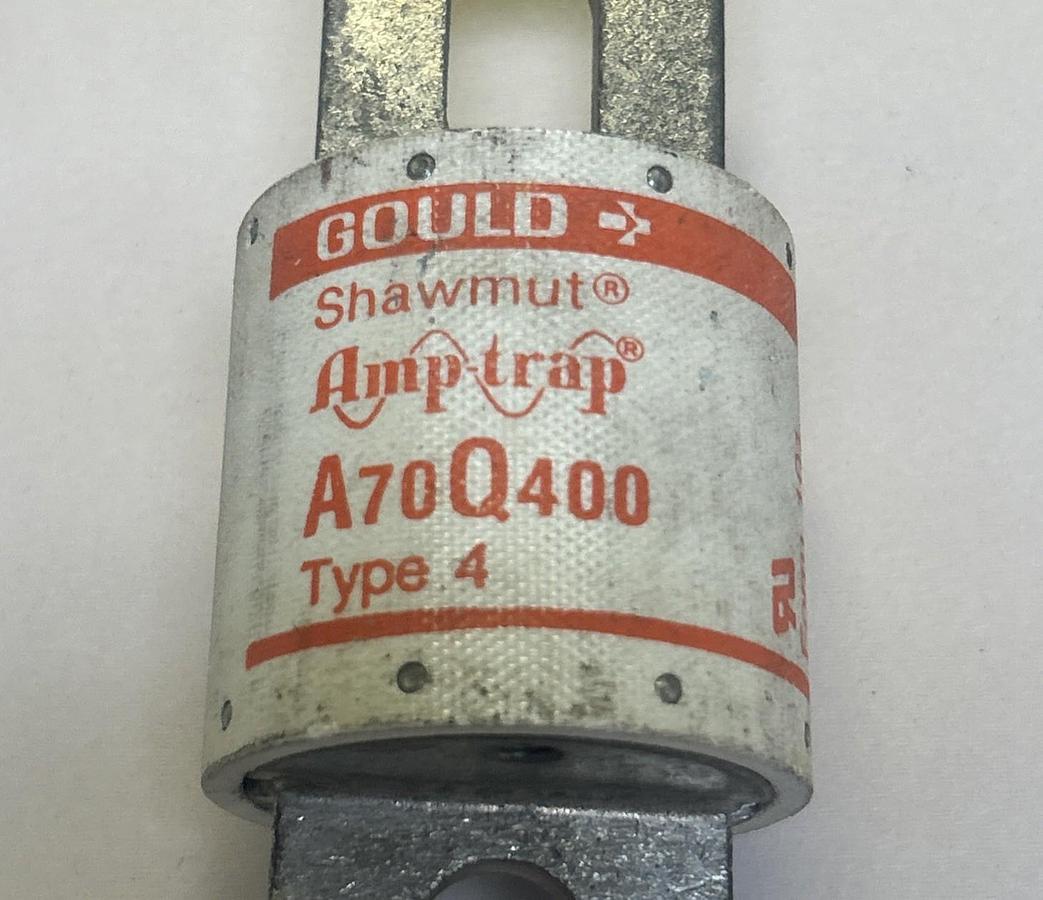 GOULD
Shawmut®
Amp-trap®
A70Q400
Type 4